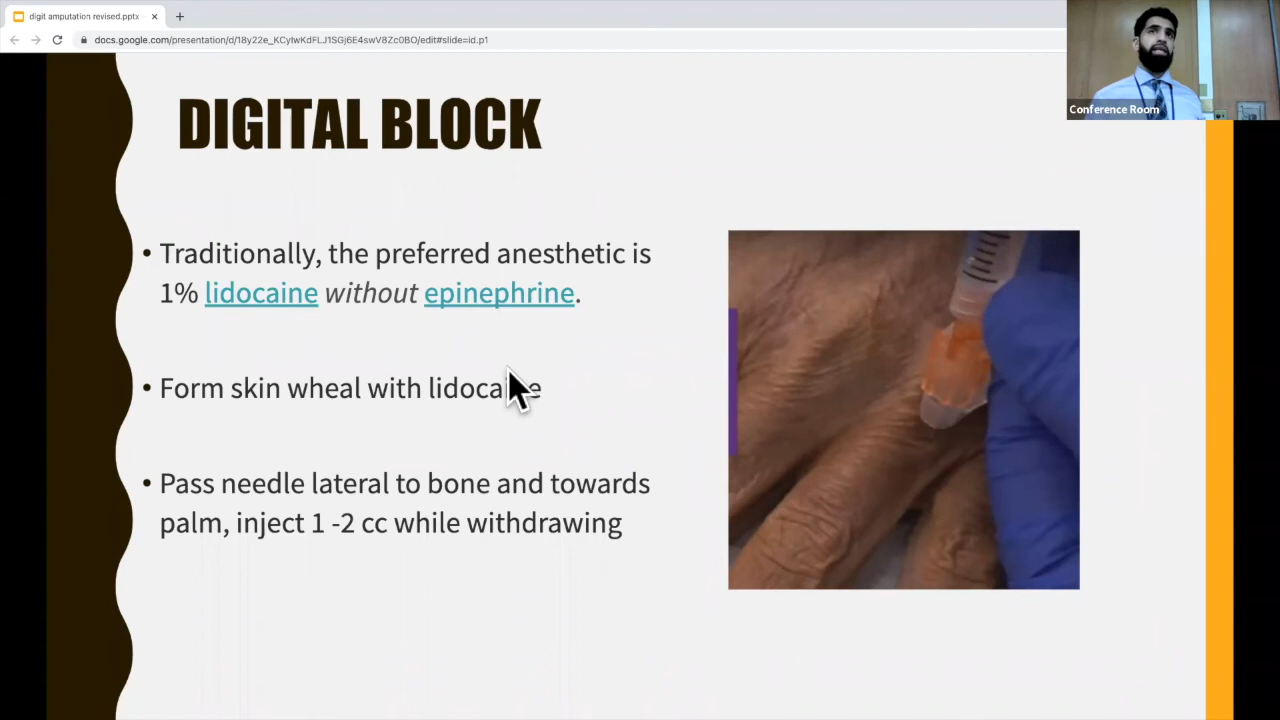 digit amputation revised.pptx
docs.google.com/presentation/d/18y22e_KCyIwKdFLJ1SGj6E4swV8Zc0BO/edit#slide=id.p1
Conference Room
DIGITAL BLOCK
• Traditionally, the preferred anesthetic is
1% lidocaine without epinephrine.
• Form skin wheal with lidocaine
• Pass needle lateral to bone and towards
palm, inject 1 -2 cc while withdrawing